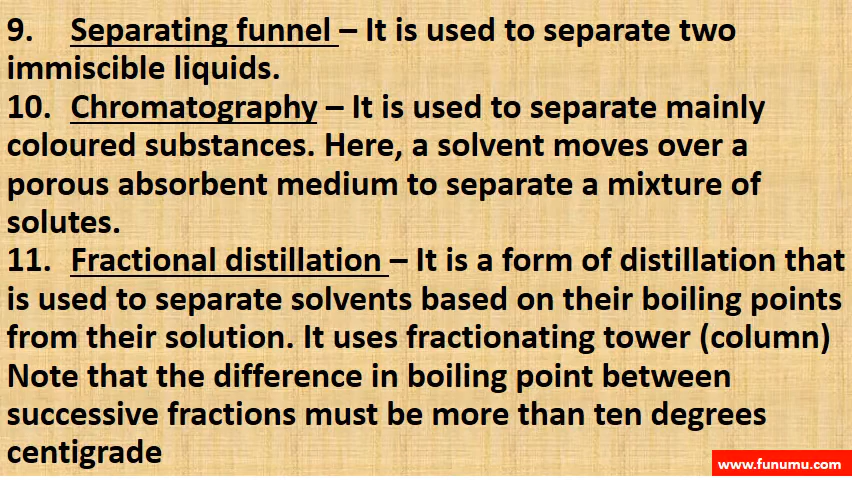 9. Separating funnel – It is used to separate two
immiscible liquids.
10. Chromatography – It is used to separate mainly
coloured substances. Here, a solvent moves over a
porous absorbent medium to separate a mixture of
solutes.
11. Fractional distillation – It is a form of distillation that
is used to separate solvents based on their boiling points
from their solution. It uses fractionating tower (column)
Note that the difference in boiling point between
successive fractions must be more than ten degrees
centigrade
www.funumu.com